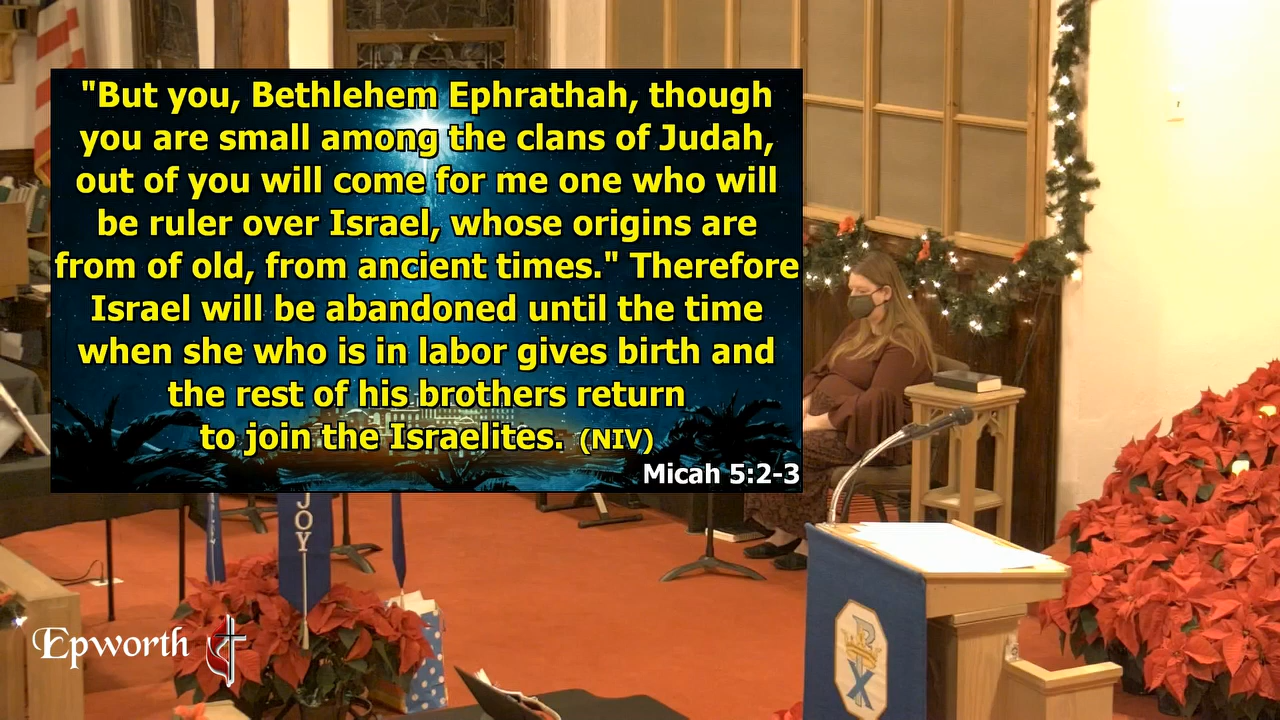 "But you, Bethlehem Ephrathah, though
you are small among the clans of Judah,
out of you will come for me one who will
be ruler over Israel, whose origins are
from of old, from ancient times." Therefore
Israel will be abandoned until the time
when she who is in labor gives birth and
the rest of his brothers return
to join the Israelites. (NIV)
Micah 5:2-3
JOY
Epworth